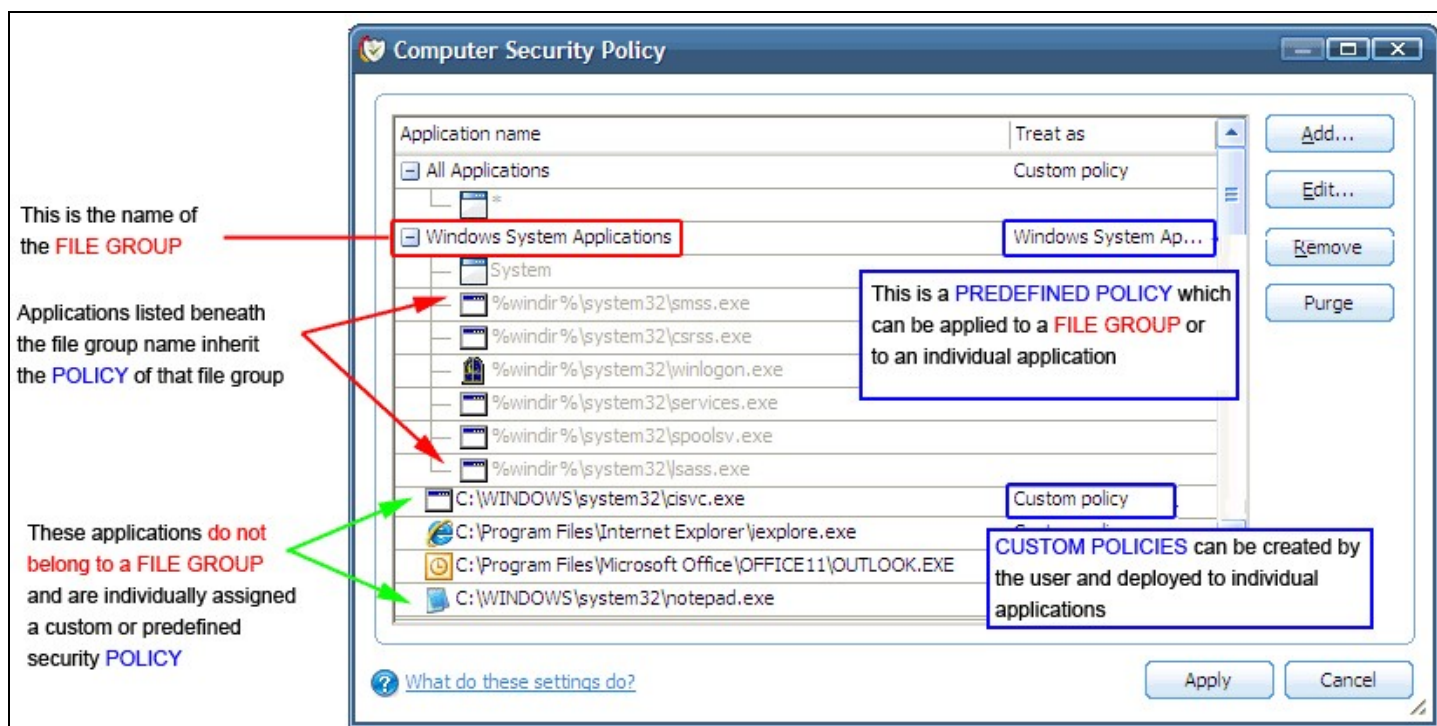 Computer Security Policy
Application name Treat as
All Applications Custom policy
*
Windows System Applications Windows System Ap...
System
%windir%\system32\smss.exe
%windir%\system32\csrss.exe
%windir%\system32\winlogon.exe
%windir%\system32\services.exe
%windir%\system32\spoolsv.exe
%windir%\system32\lsass.exe
C:\WINDOWS\system32\cisvc.exe Custom policy
C:\Program Files\Internet Explorer\iexplore.exe
C:\Program Files\Microsoft Office\OFFICE11\OUTLOOK.EXE
C:\WINDOWS\system32\notepad.exe
Add...
Edit...
Remove
Purge
This is the name of
the FILE GROUP
Applications listed beneath
the file group name inherit
the POLICY of that file group
These applications do not
belong to a FILE GROUP
and are individually assigned
a custom or predefined
security POLICY
This is a PREDEFINED POLICY which
can be applied to a FILE GROUP or
to an individual application
CUSTOM POLICIES can be created by
the user and deployed to individual
applications
What do these settings do?
Apply
Cancel